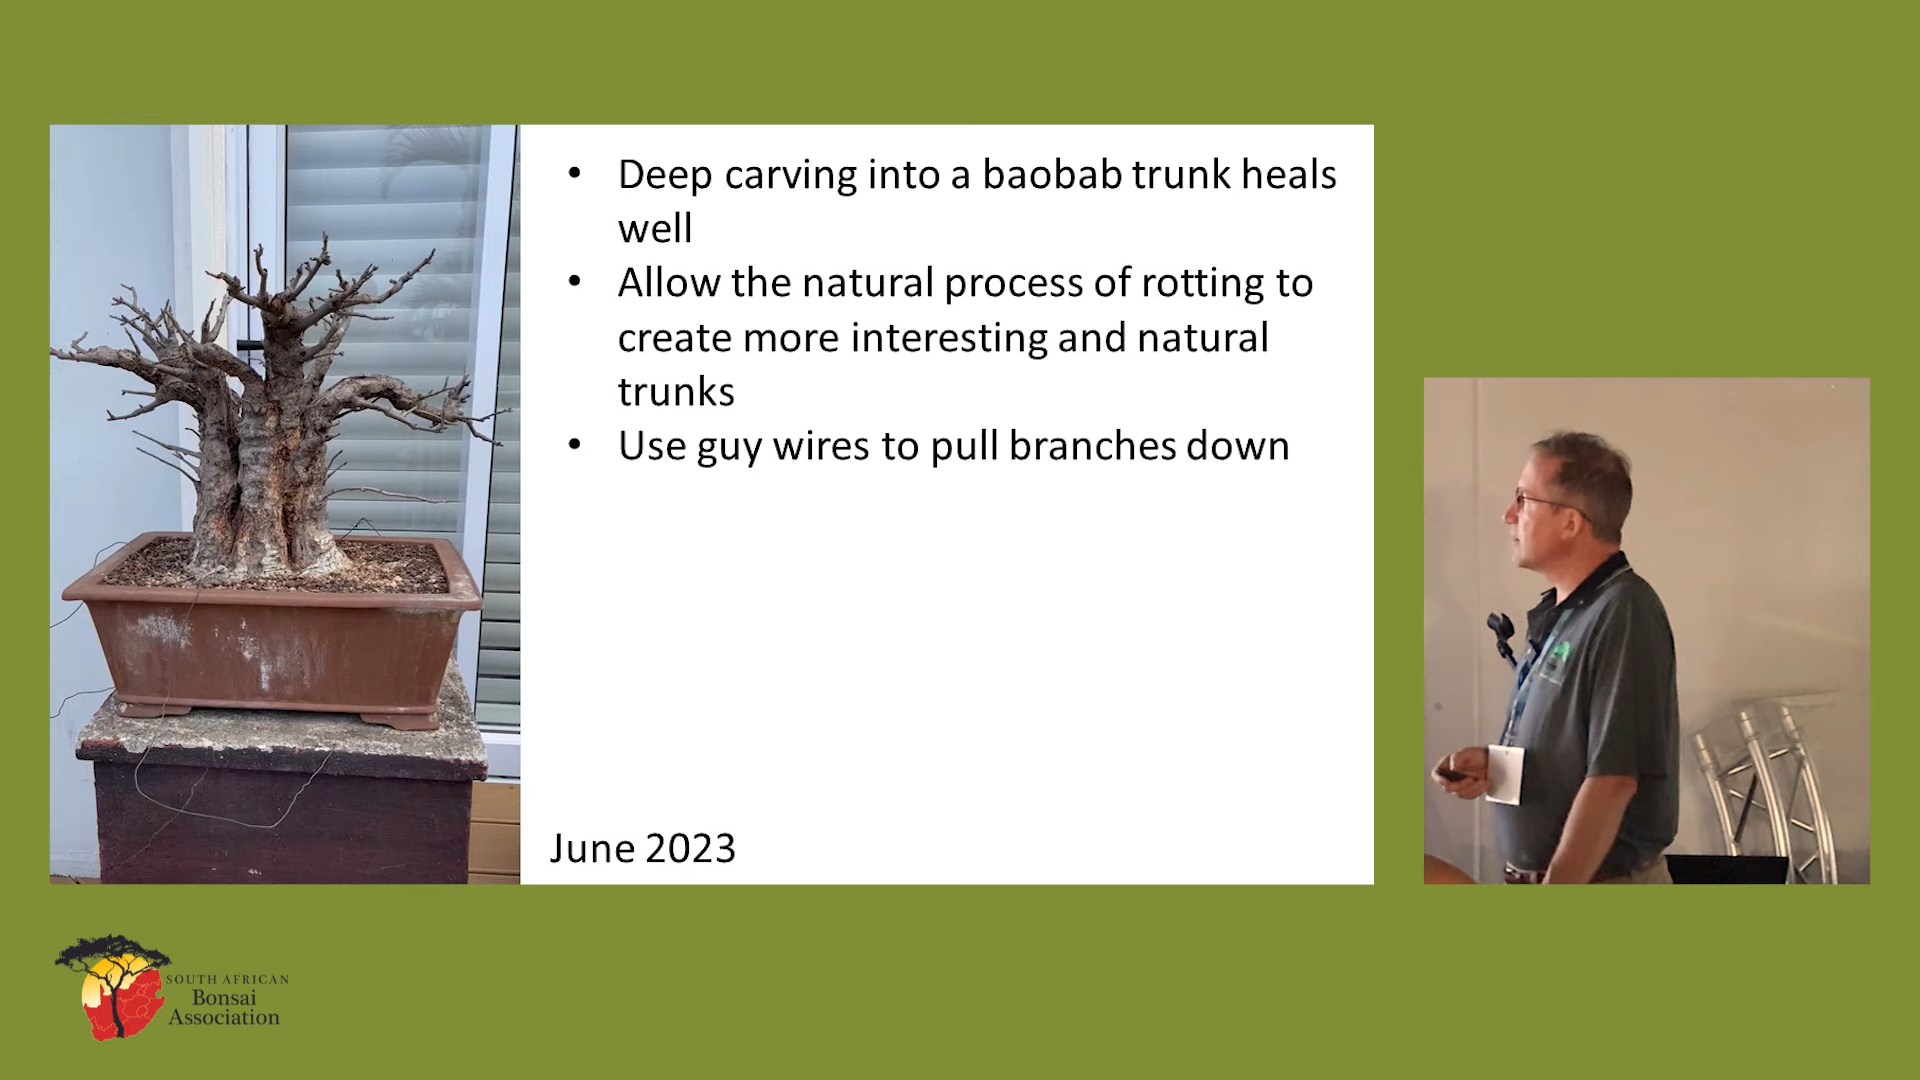 • Deep carving into a baobab trunk heals
well
• Allow the natural process of rotting to
create more interesting and natural
trunks
• Use guy wires to pull branches down
June 2023
SOUTH AFRICAN
Bonsai
Association